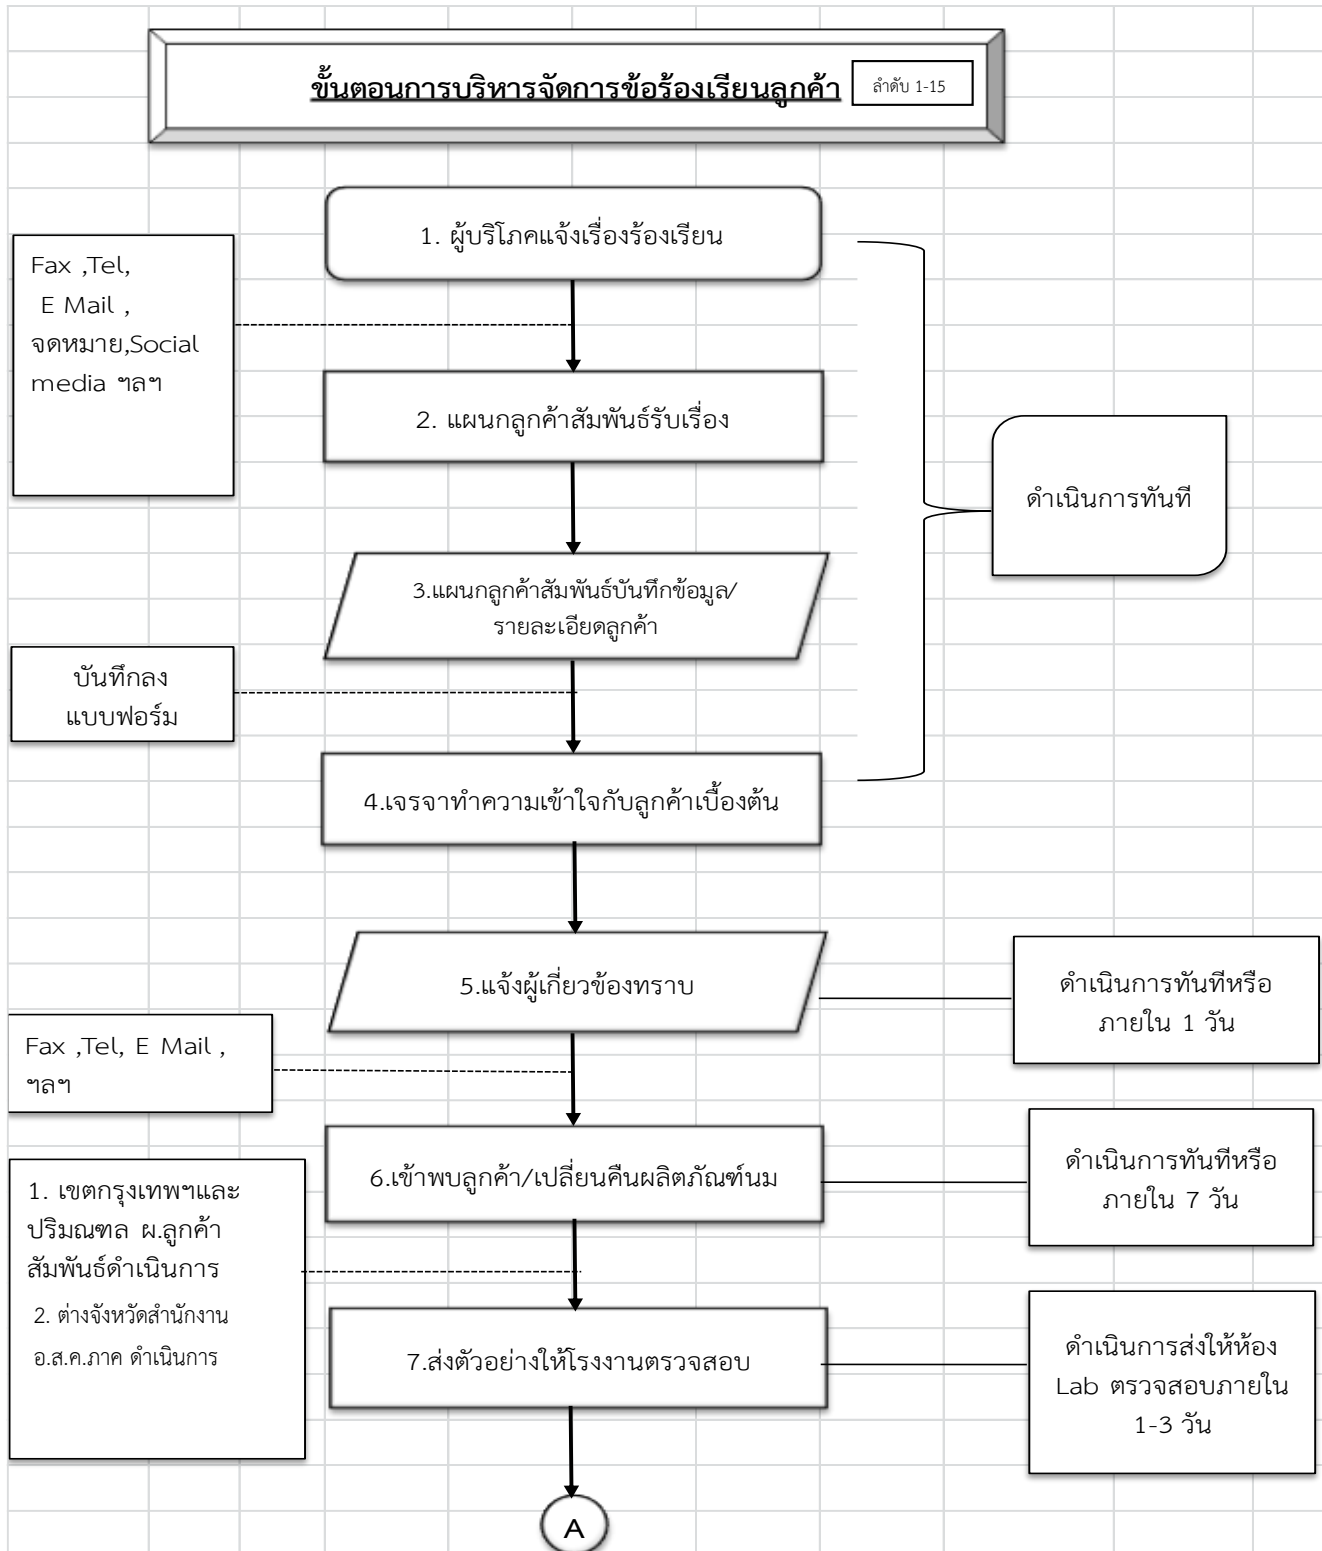 ขั้นตอนการบริหารจัดการข้อร้องเรียนลูกค้า
ลำดับ 1-15
1. ผู้บริโภคแจ้งเรื่องร้องเรียน
Fax ,Tel,
E Mail ,
จดหมาย,Social
media ฯลฯ
2. แผนกลูกค้าสัมพันธ์รับเรื่อง
ดำเนินการทันที
3.แผนกลูกค้าสัมพันธ์บันทึกข้อมูล/
รายละเอียดลูกค้า
บันทึกลง
แบบฟอร์ม
4.เจรจาทำความเข้าใจกับลูกค้าเบื้องต้น
5.แจ้งผู้เกี่ยวข้องทราบ
ดำเนินการทันทีหรือ
ภายใน 1 วัน
Fax ,Tel, E Mail ,
ฯลฯ
6.เข้าพบลูกค้า/เปลี่ยนคืนผลิตภัณฑ์นม
ดำเนินการทันทีหรือ
ภายใน 7 วัน
1. เขตกรุงเทพฯและ
ปริมณฑล ผ.ลูกค้า
สัมพันธ์ดำเนินการ
2. ต่างจังหวัดสำนักงาน
อ.ส.ค.ภาค ดำเนินการ
7.ส่งตัวอย่างให้โรงงานตรวจสอบ
ดำเนินการส่งให้ห้อง
Lab ตรวจสอบภายใน
1-3 วัน
A